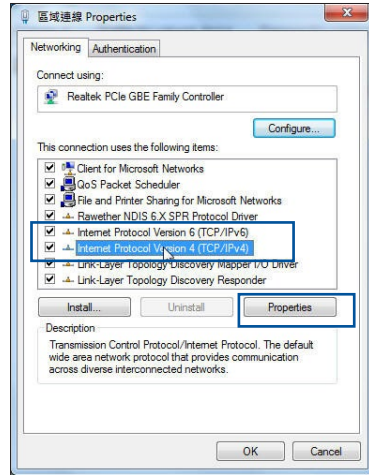 區域連線 Properties
Networking Authentication
Connect using:
Realtek PCIe GBE Family Controller
Configure...
This connection uses the following items:
Client for Microsoft Networks
QoS Packet Scheduler
File and Printer Sharing for Microsoft Networks
Rawether NDIS 6.X SPR Protocol Driver
Internet Protocol Version 6 (TCP/IPv6)
Internet Protocol Version 4 (TCP/IPv4)
Link-Layer Topology Discovery Mapper I/O Driver
Link-Layer Topology Discovery Responder
Install... Uninstall Properties
Description
Transmission Control Protocol/Internet Protocol. The default
wide area network protocol that provides communication
across diverse interconnected networks.
OK Cancel